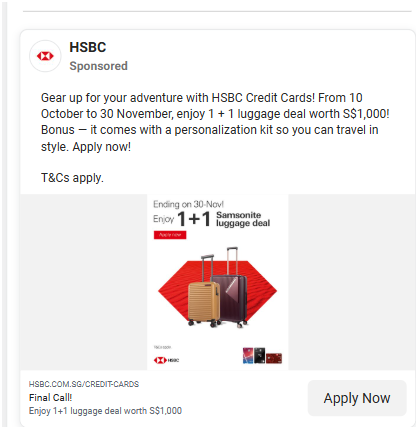 HSBC
Sponsored
Gear up for your adventure with HSBC Credit Cards! From 10
October to 30 November, enjoy 1 + 1 luggage deal worth S$1,000!
Bonus — it comes with a personalization kit so you can travel in
style. Apply now!
T&Cs apply.
Ending on 30-Nov!
Enjoy 1+1 Samsonite
luggage deal
Apply now
T&Cs apply
HSBC
HSBC.COM.SG/CREDIT-CARDS
Final Call!
Enjoy 1+1 luggage deal worth S$1,000
Apply Now